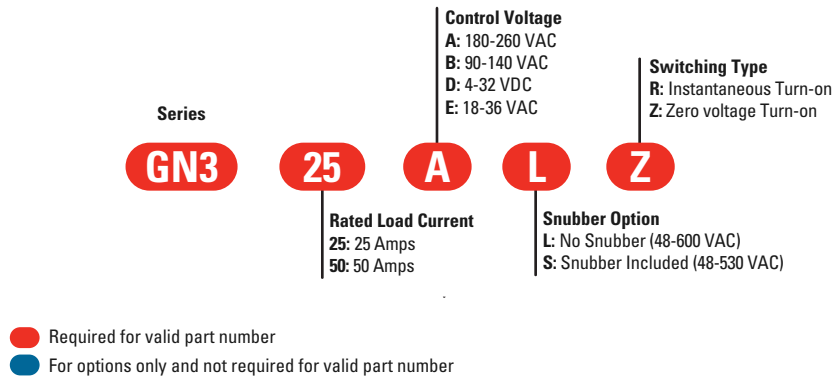 Control Voltage
A: 180-260 VAC
B: 90-140 VAC
D: 4-32 VDC
E: 18-36 VAC
Switching Type
R: Instantaneous Turn-on
Z: Zero voltage Turn-on
Series
GN3 25 A L Z
Rated Load Current
25: 25 Amps
50: 50 Amps
Snubber Option
L: No Snubber (48-600 VAC)
S: Snubber Included (48-530 VAC)
Required for valid part number
For options only and not required for valid part number